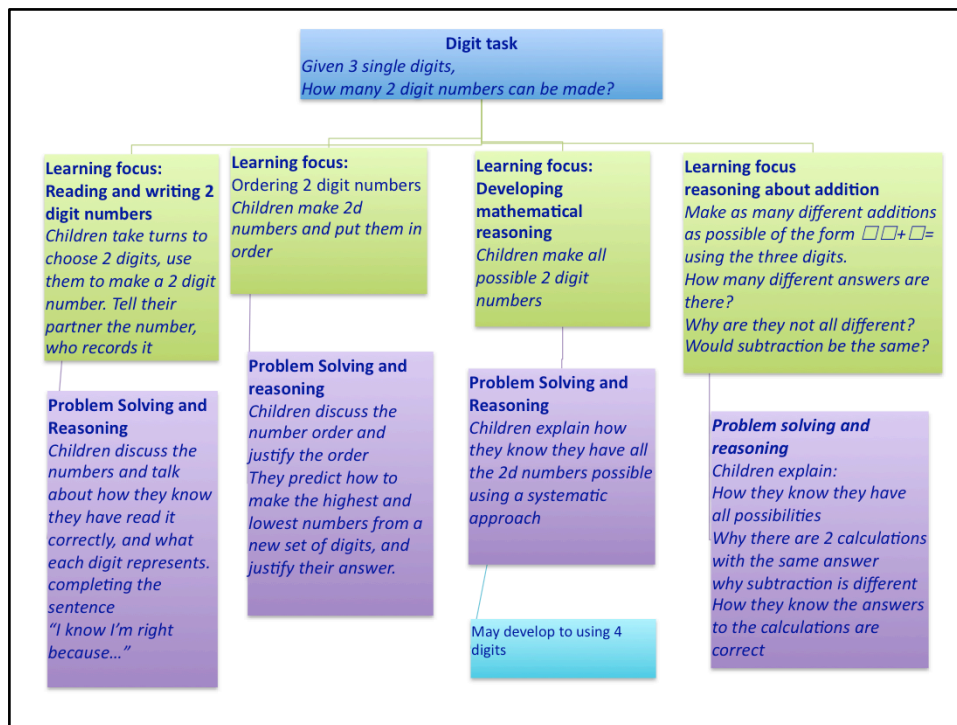 Digit task
Given 3 single digits,
How many 2 digit numbers can be made?
Learning focus:
Reading and writing 2
digit numbers
Children take turns to
choose 2 digits, use
them to make a 2 digit
number. Tell their
partner the number,
who records it
Problem Solving and
Reasoning
Children discuss the
numbers and talk
about how they know
they have read it
correctly, and what
each digit represents.
completing the
sentence
“I know I’m right
because…”
Learning focus:
Ordering 2 digit numbers
Children make 2d
numbers and put them in
order
Problem Solving and
reasoning
Children discuss the
number order and
justify the order
They predict how to
make the highest and
lowest numbers from a
new set of digits, and
justify their answer.
Learning focus:
Developing
mathematical
reasoning
Children make all
possible 2 digit
numbers
Problem Solving and
Reasoning
Children explain how
they know they have all
the 2d numbers possible
using a systematic
approach
May develop to using 4
digits
Learning focus
reasoning about addition
Make as many different additions
as possible of the form □□+□=
using the three digits.
How many different answers are
there?
Why are they not all different?
Would subtraction be the same?
Problem solving and
reasoning
Children explain:
How they know they have
all possibilities
Why there are 2 calculations
with the same answer
why subtraction is different
How they know the answers
to the calculations are
correct